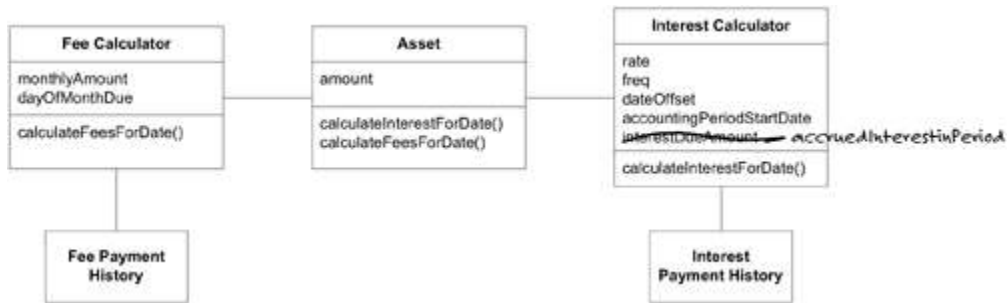 Fee Calculator
monthlyAmount
dayOfMonthDue
calculateFeesForDate()
Fee Payment
History
Asset
amount
calculateInterestForDate()
calculateFeesForDate()
Interest Calculator
rate
freq
dateOffset
accountingPeriodStartDate
interestDueAmount accruedInterestinPeriod
calculateInterestForDate()
Interest
Payment History